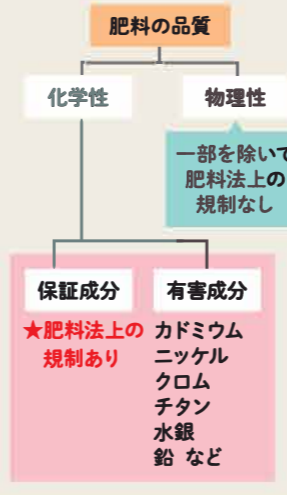 肥料の品質
化学性
物理性
一部を除いて
肥料法上の
規制なし
保証成分
★肥料法上の
規制あり
有害成分
カドミウム
ニッケル
クロム
チタン
水銀
鉛 など